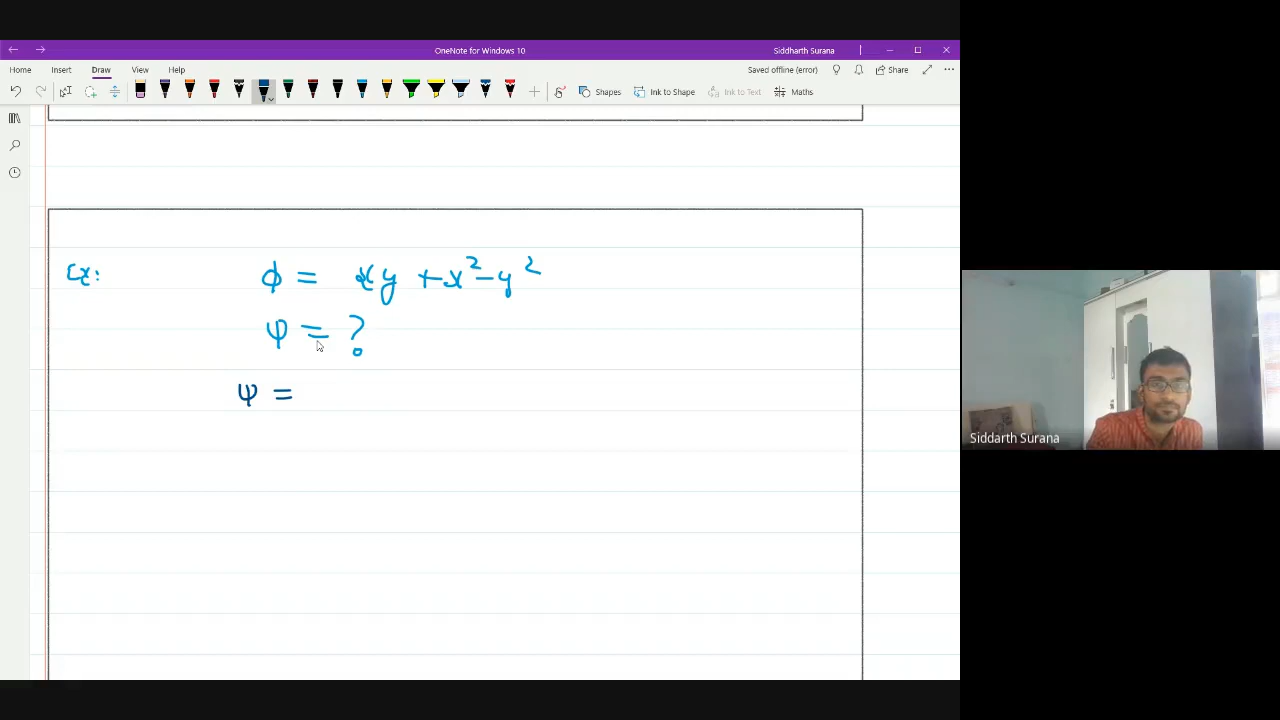 OneNote for Windows 10
Siddharth Surana
Home Insert Draw View Help
Saved offline (error)
Share
Shapes
Ink to Shape
Ink to Text
Maths
Ex: ϕ = xy + x² - y²
ψ = ?
ψ =
Siddarth Surana